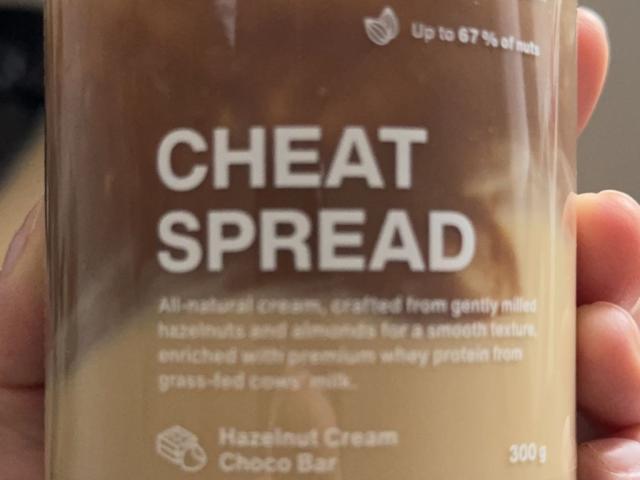 Up to 67 % of nuts
CHEAT
SPREAD
All-natural cream, crafted from gently milled
hazelnuts and almonds for a smooth texture,
enriched with premium whey protein from
grass-fed cows' milk.
Hazelnut Cream
Choco Bar
300 g